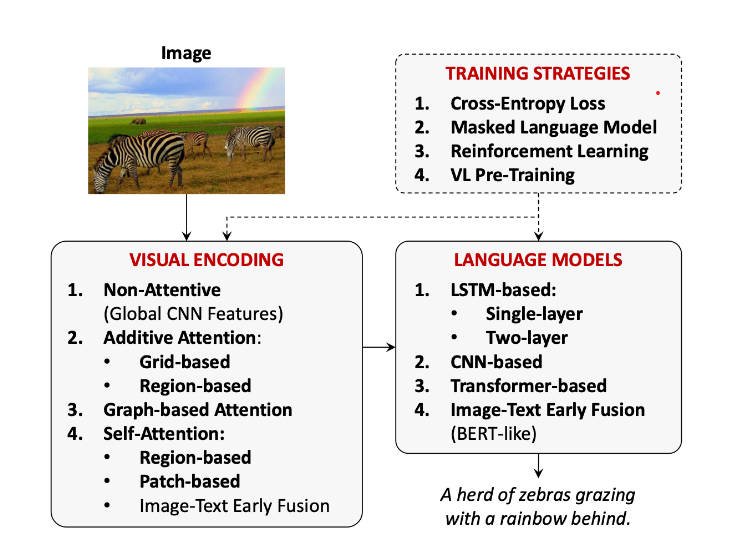 Image
TRAINING STRATEGIES
1. Cross-Entropy Loss
2. Masked Language Model
3. Reinforcement Learning
4. VL Pre-Training
VISUAL ENCODING
1. Non-Attentive
(Global CNN Features)
2. Additive Attention:
• Grid-based
• Region-based
3. Graph-based Attention
4. Self-Attention:
• Region-based
• Patch-based
• Image-Text Early Fusion
LANGUAGE MODELS
1. LSTM-based:
• Single-layer
• Two-layer
2. CNN-based
3. Transformer-based
4. Image-Text Early Fusion
(BERT-like)
A herd of zebras grazing
with a rainbow behind.